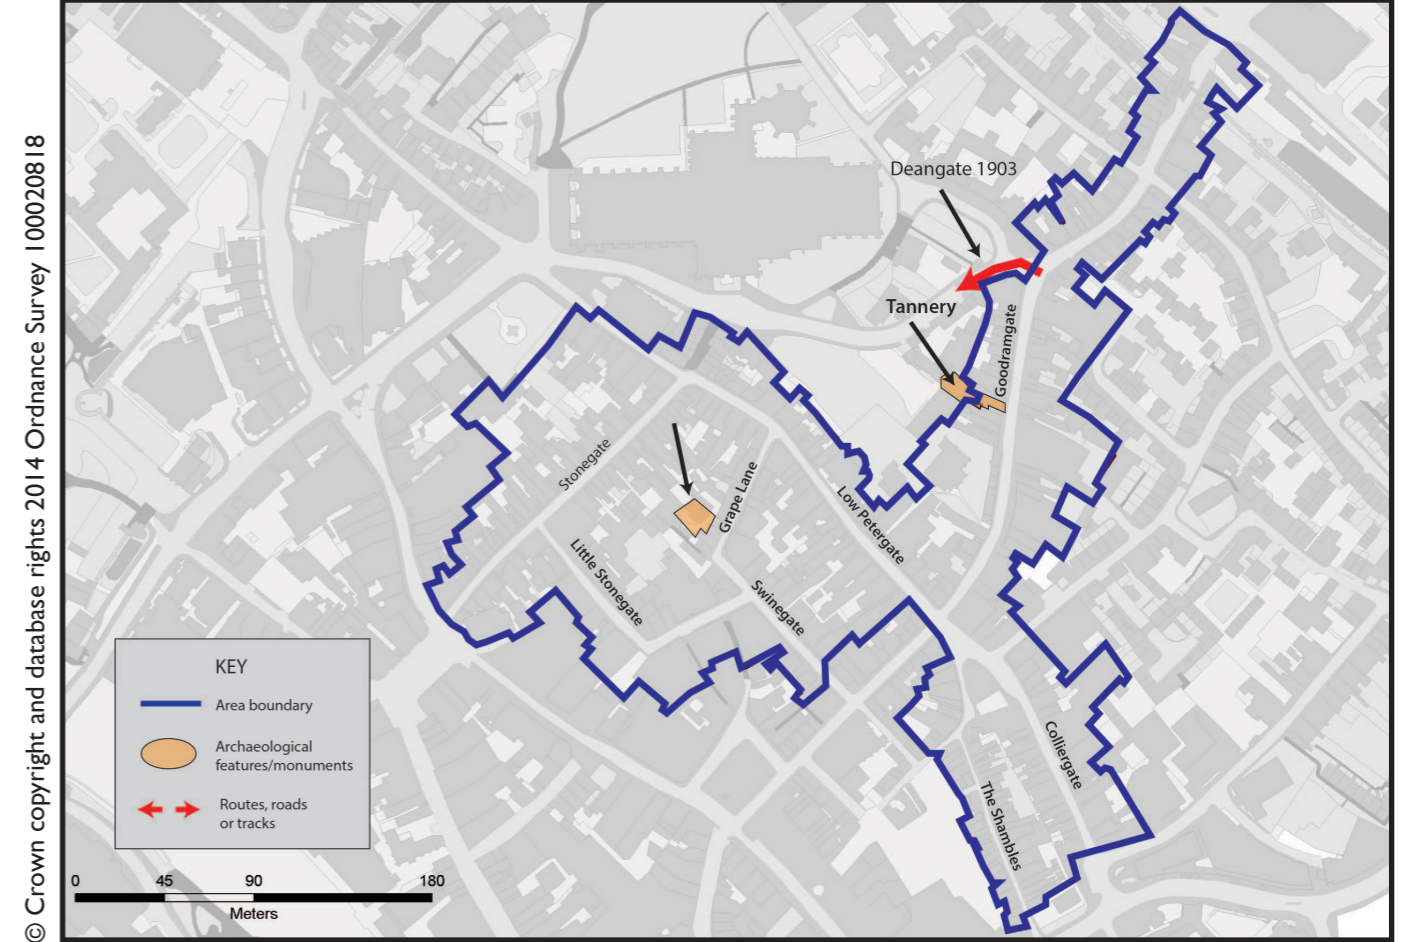 © Crown copyright and database rights 2014 Ordnance Survey 100020818
Deangate 1903
Tannery
Goodramgate
Stonegate
Grape Lane
Low Petergate
Little Stonegate
Swinegate
Colliergate
The Shambles
KEY
Area boundary
Archaeological
features/monuments
Routes, roads
or tracks
0 45 90 180
Meters